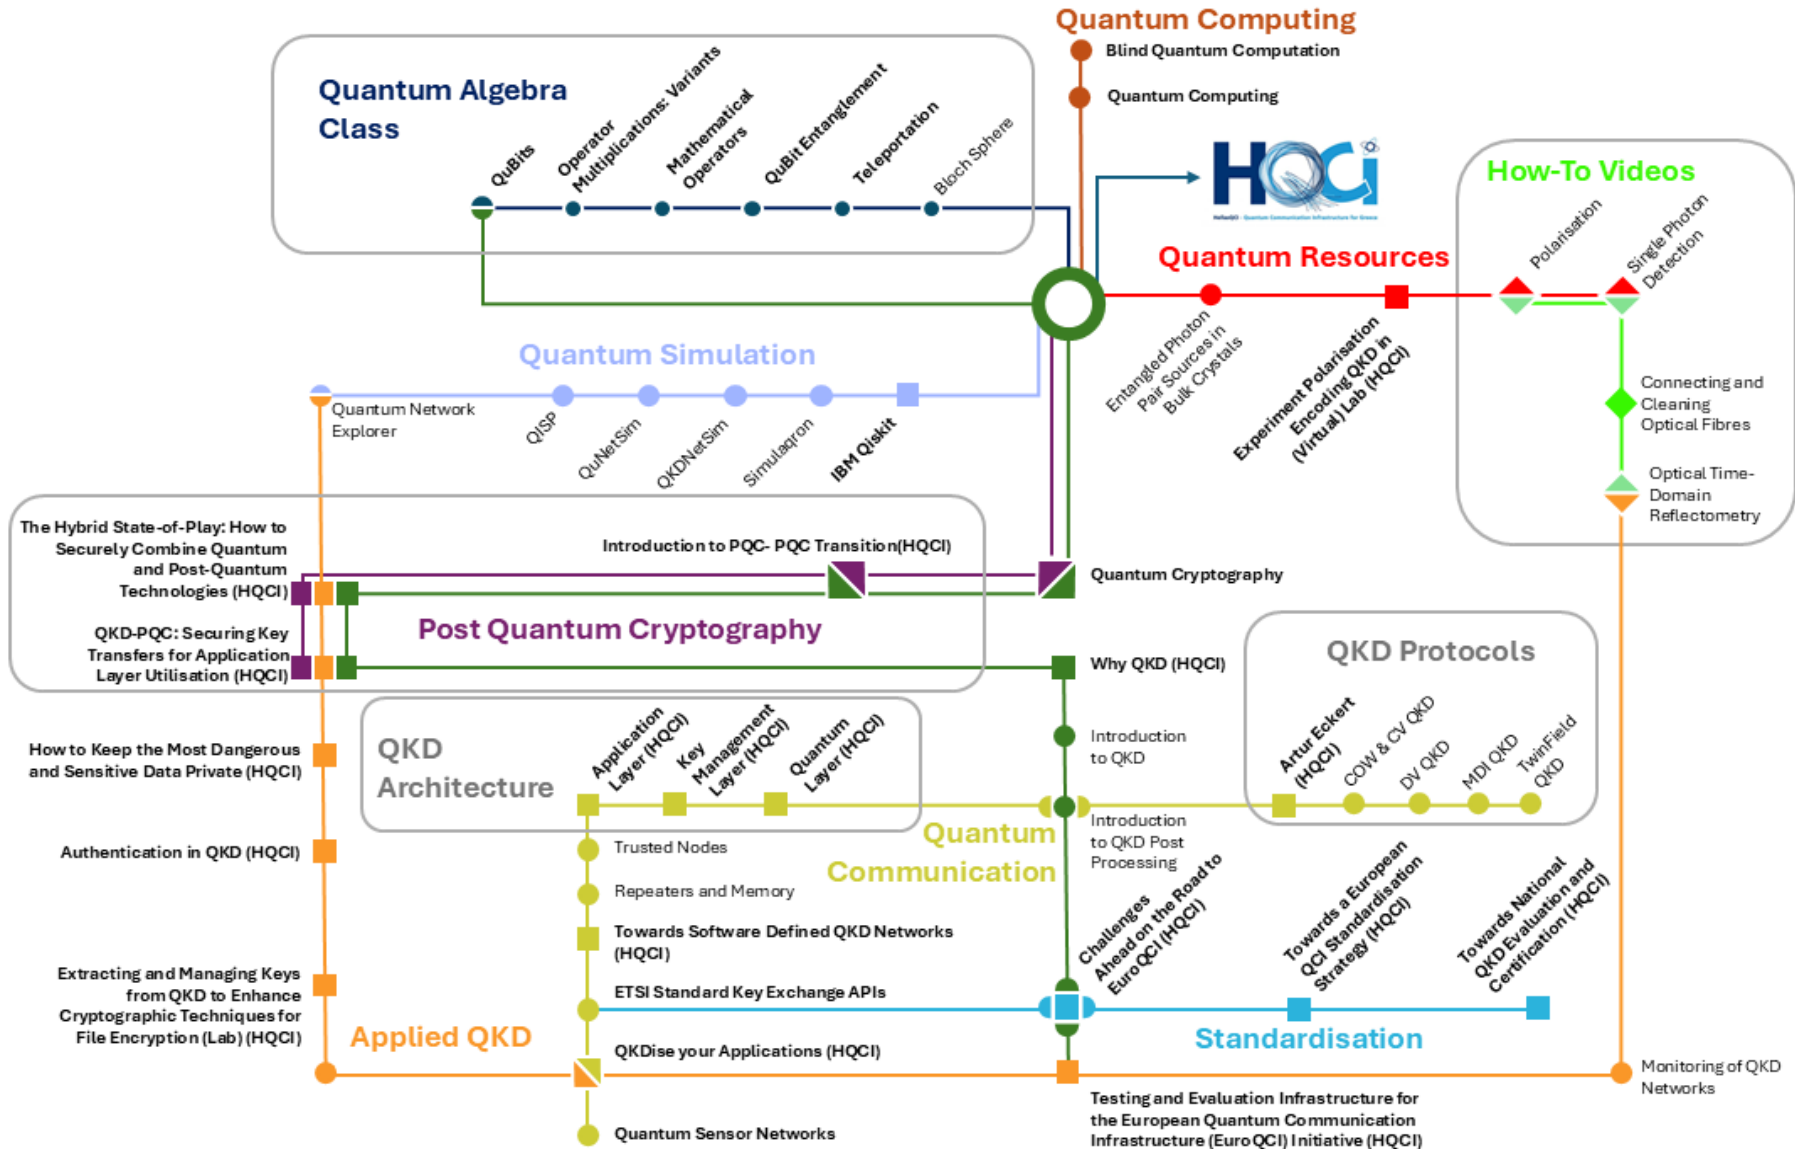 Quantum Computing
Blind Quantum Computation
Quantum Computing
Quantum Algebra
Class
QuBits
Operator
Multiplications: Variants
Mathematical
Operators
QuBit Entanglement
Teleportation
Bloch Sphere
HQCi
HellasQCI - Quantum Communication Infrastructure for Greece
How-To Videos
Polarisation
Single Photon
Detection
Connecting and
Cleaning
Optical Fibres
Optical Time-
Domain
Reflectometry
Quantum Resources
Entangled Photon
Pair Sources in
Bulk Crystals
Experiment Polarisation
Encoding QKD in
(Virtual) Lab (HQCI)
Quantum Simulation
Quantum Network
Explorer
QISP
QuNetSim
QKDNetSim
Simulaqron
IBM Qiskit
The Hybrid State-of-Play: How to
Securely Combine Quantum
and Post-Quantum
Technologies (HQCI)
Introduction to PQC- PQC Transition(HQCI)
Quantum Cryptography
Post Quantum Cryptography
QKD-PQC: Securing Key
Transfers for Application
Layer Utilisation (HQCI)
Why QKD (HQCI)
QKD Protocols
Artur Eckert
(HQCI)
COW & CV QKD
DV QKD
MDI QKD
TwinField
QKD
QKD
Architecture
Application
Layer (HQCI)
Key
Management
Layer (HQCI)
Quantum
Layer (HQCI)
Introduction
to QKD
Introduction
to QKD Post
Processing
Quantum
Communication
How to Keep the Most Dangerous
and Sensitive Data Private (HQCI)
Authentication in QKD (HQCI)
Extracting and Managing Keys
from QKD to Enhance
Cryptographic Techniques for
File Encryption (Lab) (HQCI)
Applied QKD
Trusted Nodes
Repeaters and Memory
Towards Software Defined QKD Networks
(HQCI)
ETSI Standard Key Exchange APIs
QKDise your Applications (HQCI)
Quantum Sensor Networks
Challenges
Ahead on the Road to
EuroQCI (HQCI)
Towards a European
QCI Standardisation
Strategy (HQCI)
Towards National
QKD Evaluation and
Certification (HQCI)
Standardisation
Monitoring of QKD
Networks
Testing and Evaluation Infrastructure for
the European Quantum Communication
Infrastructure (EuroQCI) Initiative (HQCI)